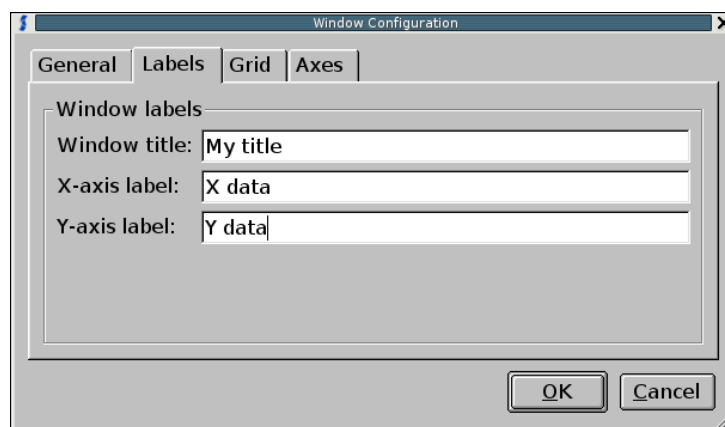 Window Configuration
General Labels Grid Axes
Window labels
Window title: My title
X-axis label: X data
Y-axis label: Y data
OK Cancel